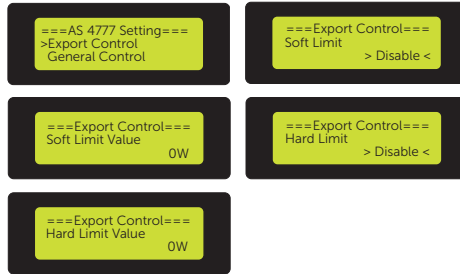 ===AS 4777 Setting===
>Export Control
General Control
===Export Control===
Soft Limit
> Disable <
===Export Control===
Soft Limit Value
0W
===Export Control===
Hard Limit
> Disable <
===Export Control===
Hard Limit Value
0W